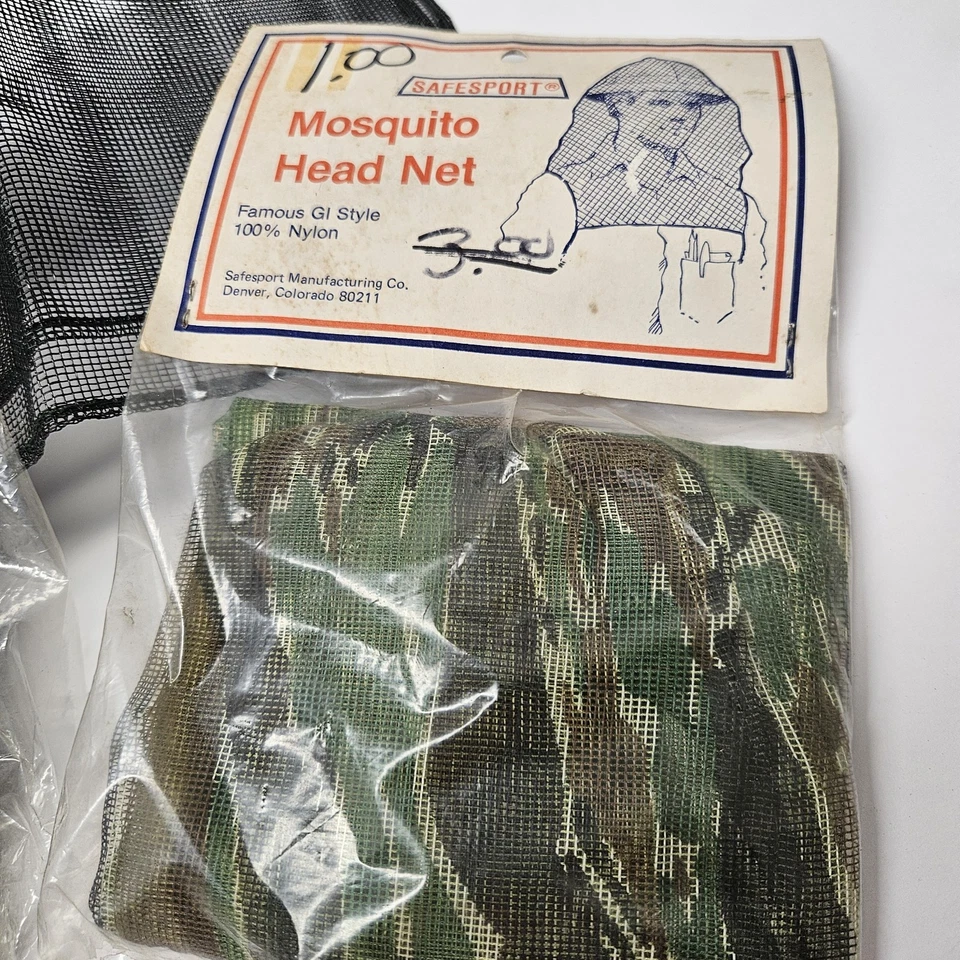 1.00
SAFESPORT®
Mosquito
Head Net
Famous GI Style
100% Nylon
3.00
Safesport Manufacturing Co.
Denver, Colorado 80211